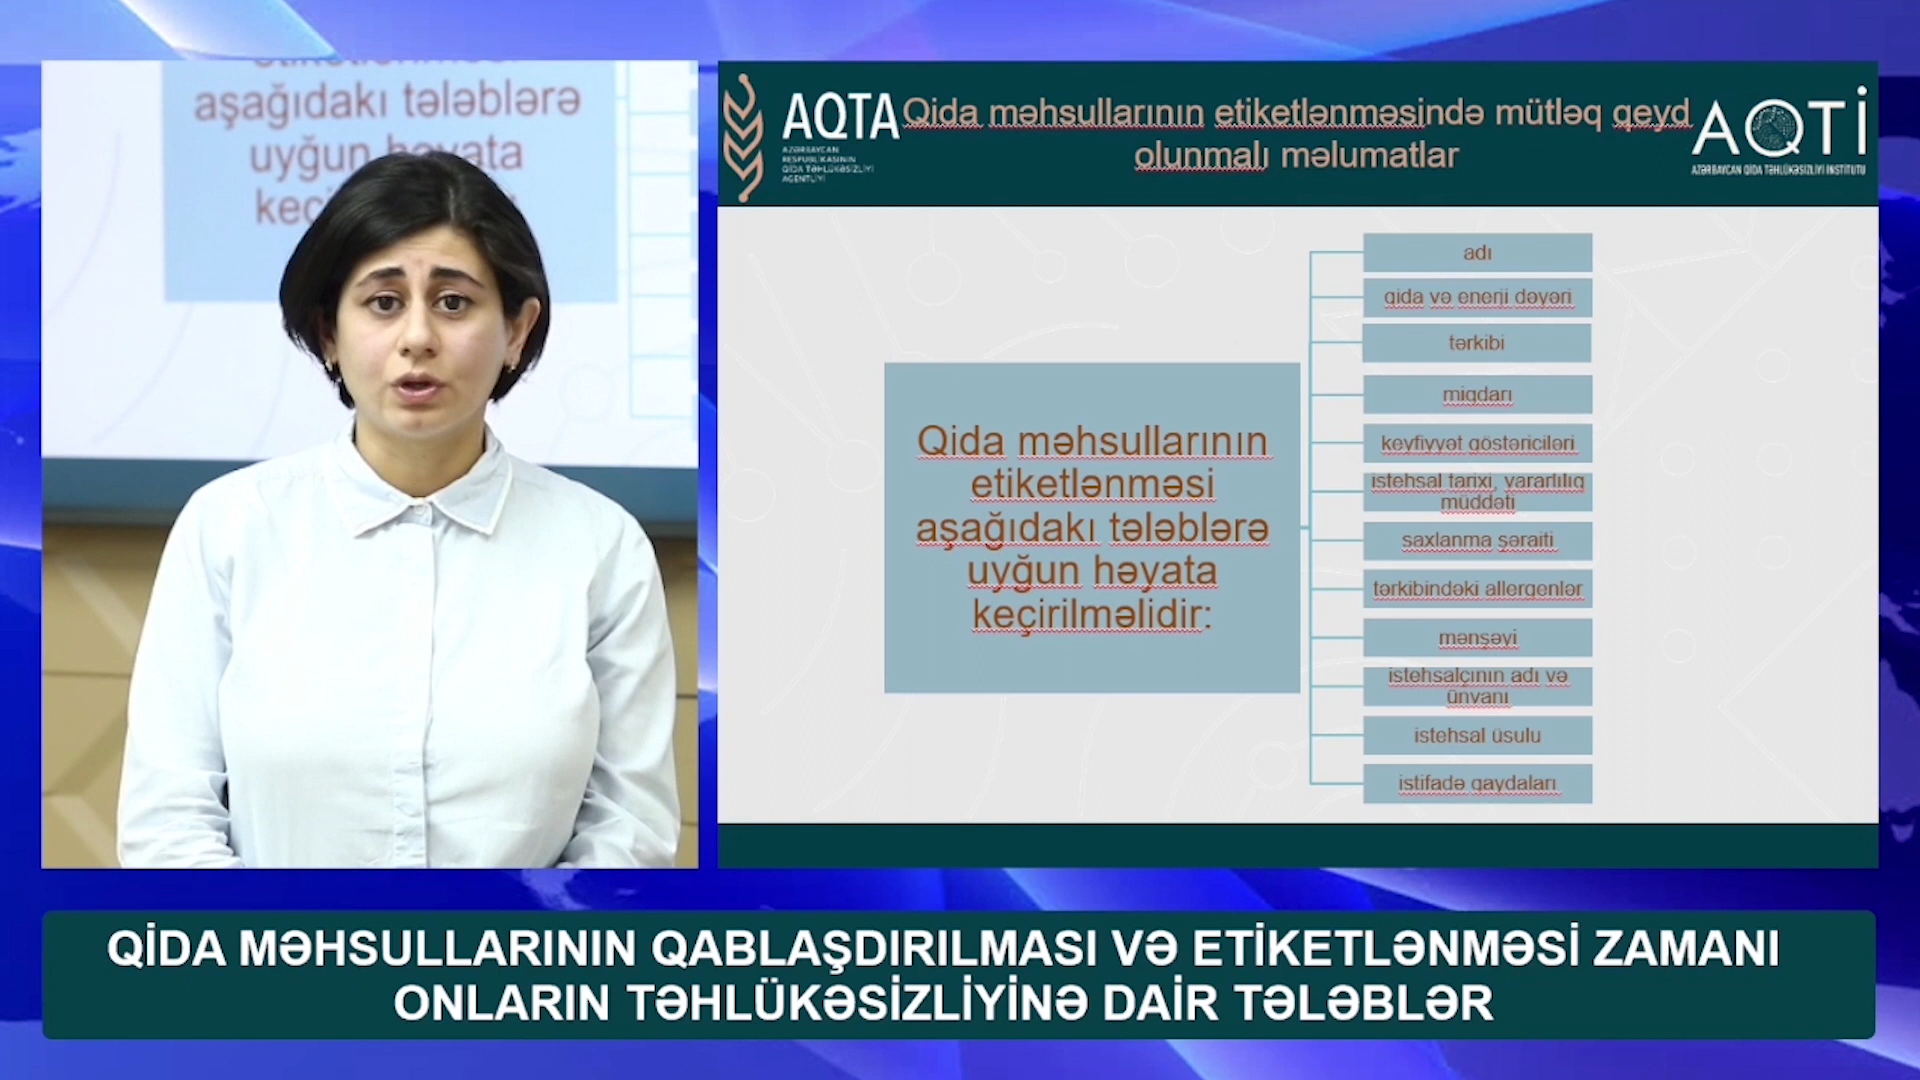 aşağıdakı tələblərə
uyğun həyata
AQTA
AZƏRBAYCAN
RESPUBLİKASININ
QİDA TƏHLÜKƏSİZLİYİ
AGENTLİYİ
Qida məhsullarının etiketlənməsində mütləq qeyd
olunmalı məlumatlar
AQTİ
AZƏRBAYCAN QİDA TƏHLÜKƏSİZLİYİ İNSTİTUTU
Qida məhsullarının
etiketlənməsi
aşağıdakı tələblərə
uyğun həyata
keçirilməlidir:
adı
qida və enerji dəyəri
tərkibi
miqdarı
keyfiyyət göstəriciləri
istehsal tarixi, yararlılıq
müddəti
saxlanma şəraiti
tərkibindəki allergenlər
mənşəyi
istehsalçının adı və
ünvanı
istehsal üsulu
istifadə qaydaları
QİDA MƏHSULLARININ QABLAŞDIRILMASI VƏ ETİKETLƏNMƏSİ ZAMANI
ONLARIN TƏHLÜKƏSİZLİYİNƏ DAİR TƏLƏBLƏR